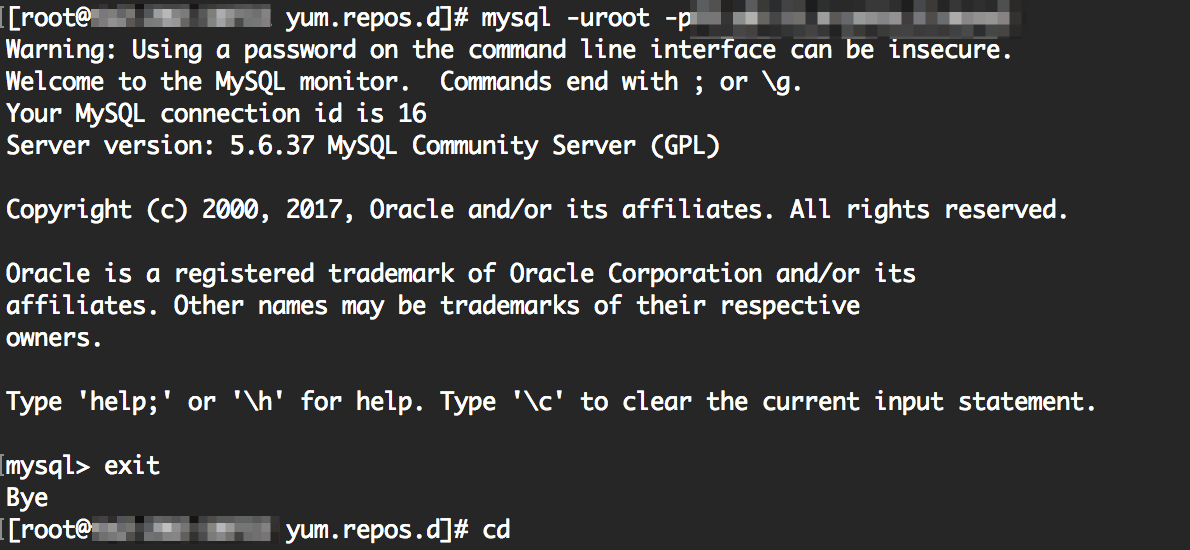 [root@ yum.repos.d]# mysql -uroot -p
Warning: Using a password on the command line interface can be insecure.
Welcome to the MySQL monitor.  Commands end with ; or \g.
Your MySQL connection id is 16
Server version: 5.6.37 MySQL Community Server (GPL)
Copyright (c) 2000, 2017, Oracle and/or its affiliates. All rights reserved.
Oracle is a registered trademark of Oracle Corporation and/or its
affiliates. Other names may be trademarks of their respective
owners.
Type 'help;' or '\h' for help. Type '\c' to clear the current input statement.
mysql> exit
Bye
[root@ yum.repos.d]# cd